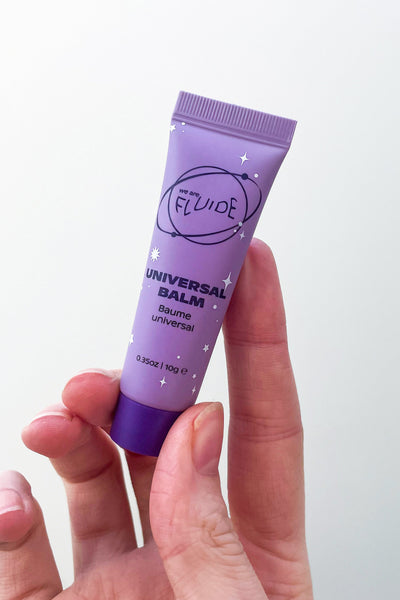 we are
FLUIDE
UNIVERSAL
BALM
Baume
universal
0.35oz | 10g ℮